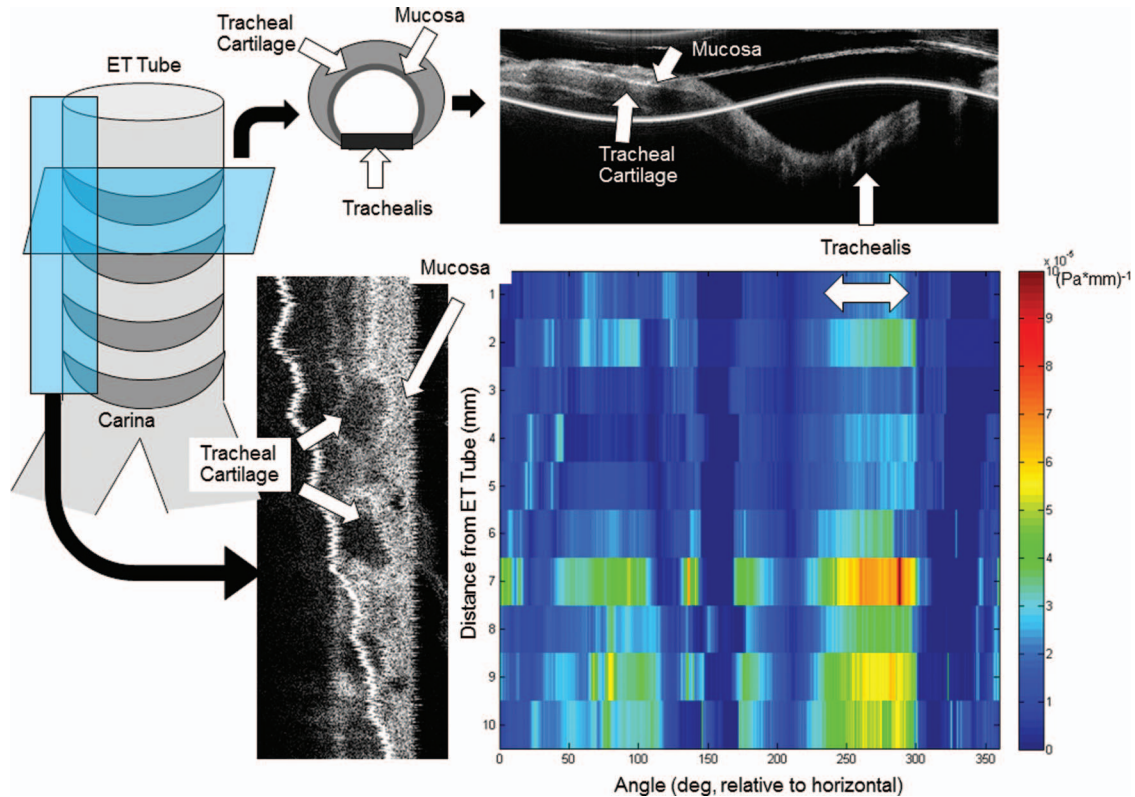 Tracheal
Cartilage
Mucosa
ET Tube
Trachealis
Carina
Mucosa
Tracheal
Cartilage
Trachealis
Mucosa
Tracheal
Cartilage
x 10⁻⁵
(Pa*mm)⁻¹
10
9
8
7
6
5
4
3
2
1
0
Distance from ET Tube (mm)
1
2
3
4
5
6
7
8
9
10
0 50 100 150 200 250 300 350
Angle (deg, relative to horizontal)